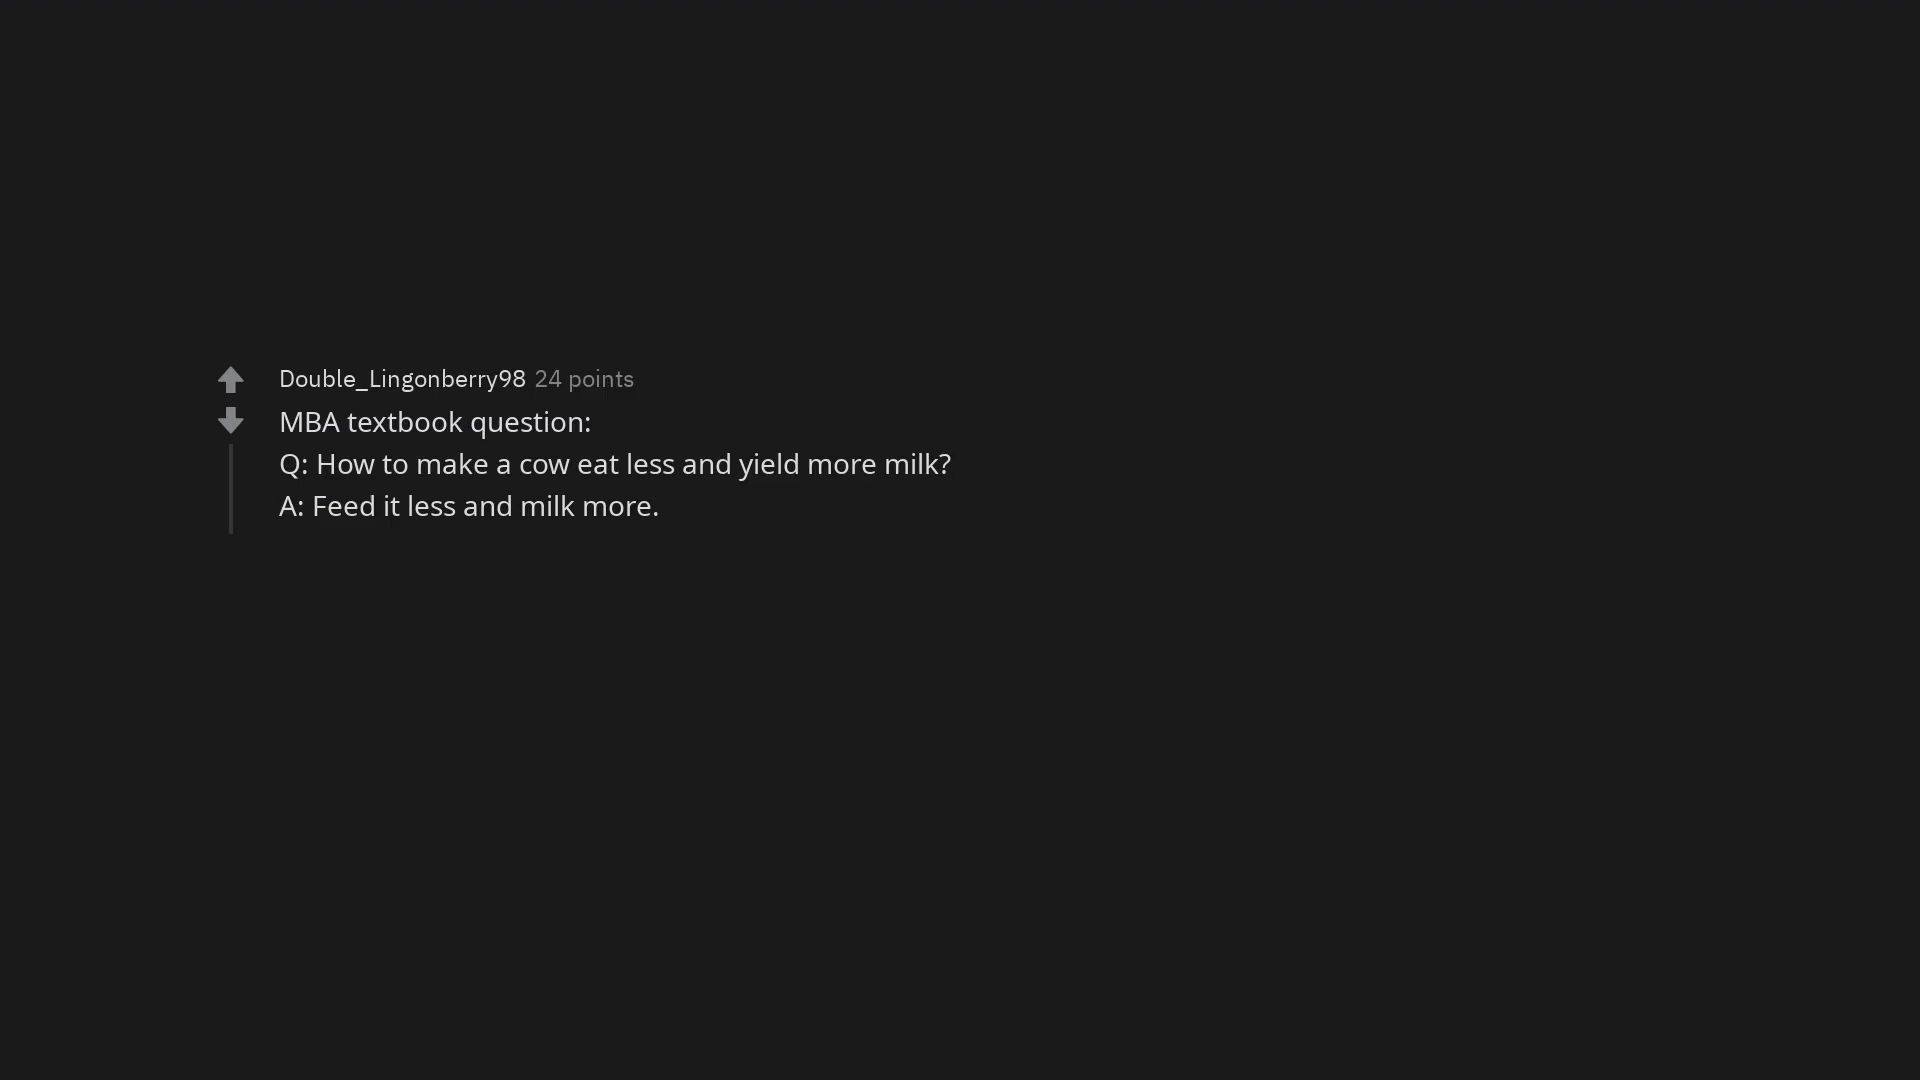 Double_Lingonberry98 24 points
MBA textbook question:
Q: How to make a cow eat less and yield more milk?
A: Feed it less and milk more.